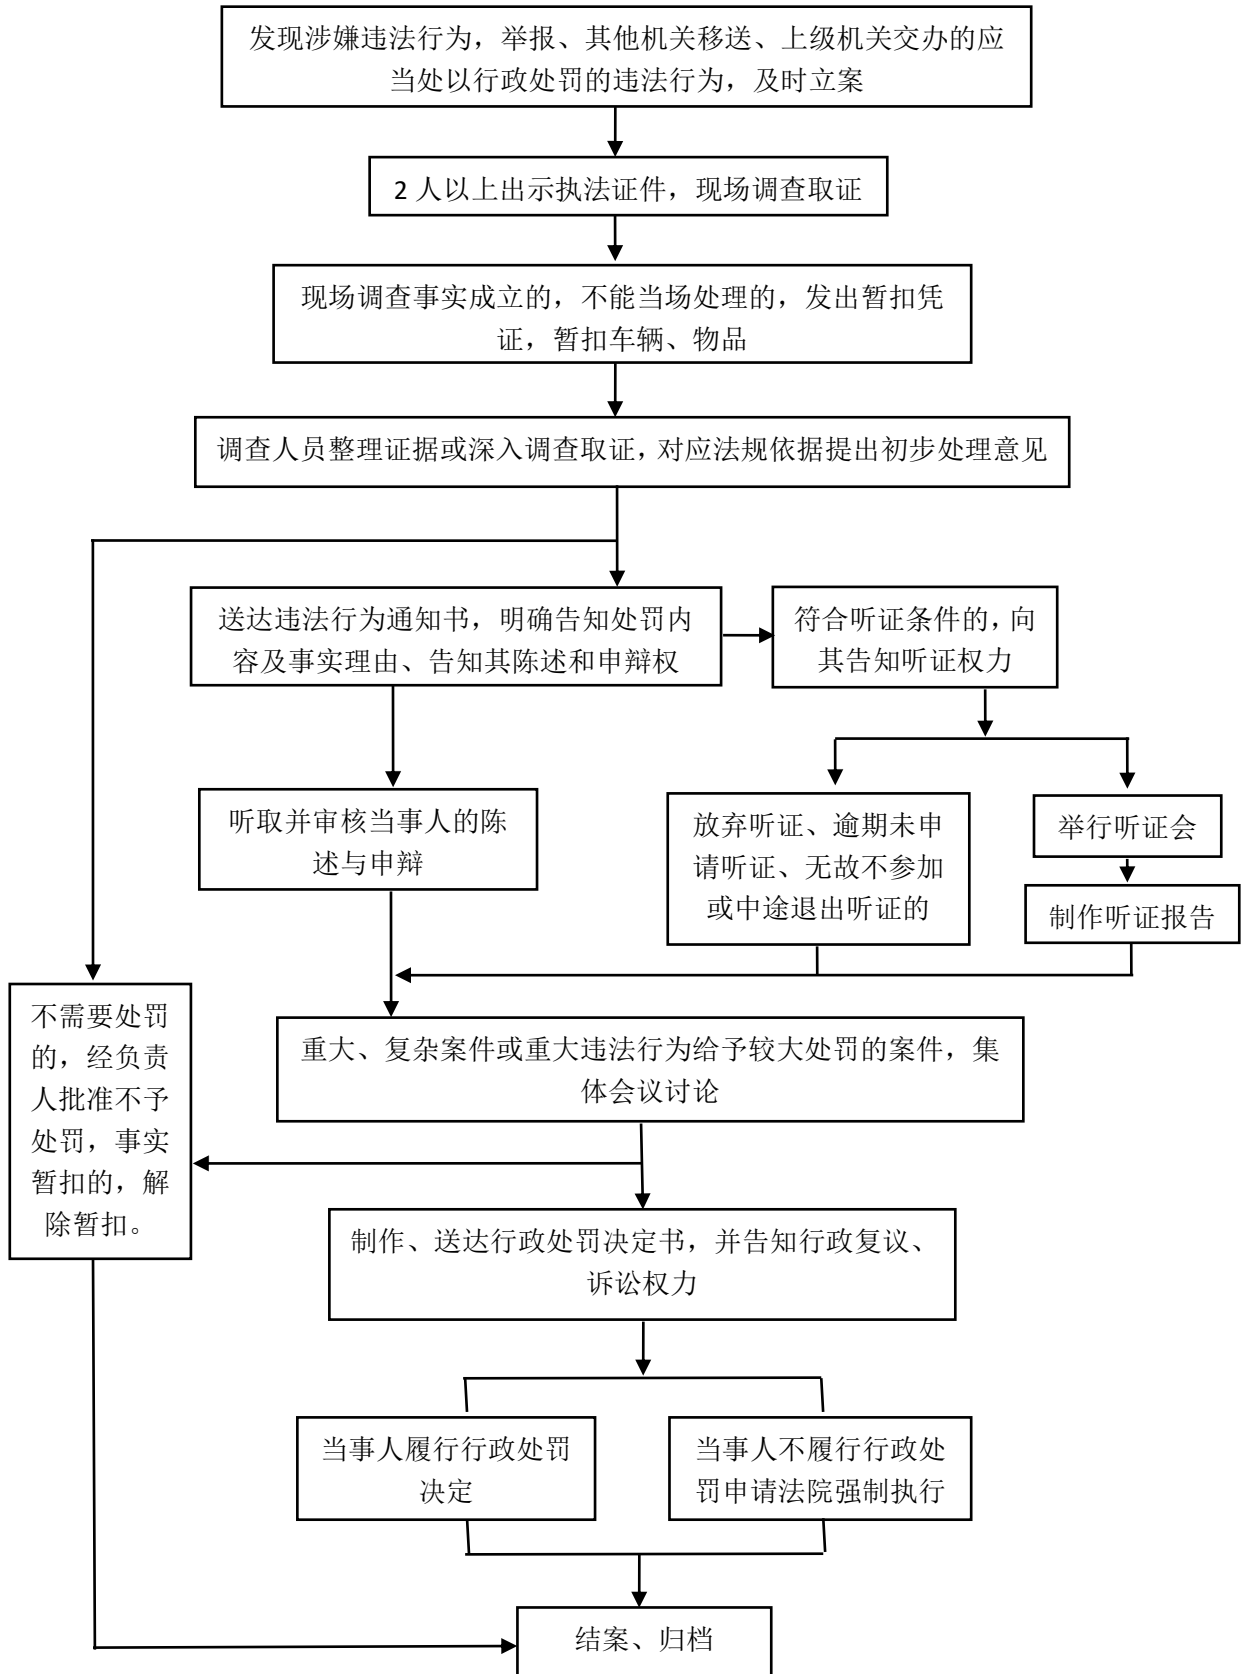 发现涉嫌违法行为，举报、其他机关移送、上级机关交办的应
当处以行政处罚的违法行为，及时立案
2 人以上出示执法证件，现场调查取证
现场调查事实成立的，不能当场处理的，发出暂扣凭
证，暂扣车辆、物品
调查人员整理证据或深入调查取证，对应法规依据提出初步处理意见
送达违法行为通知书，明确告知处罚内
容及事实理由、告知其陈述和申辩权
符合听证条件的，向
其告知听证权力
听取并审核当事人的陈
述与申辩
放弃听证、逾期未申
请听证、无故不参加
或中途退出听证的
举行听证会
制作听证报告
不需要处罚
的，经负责
人批准不予
处罚，事实
暂扣的，解
除暂扣。
重大、复杂案件或重大违法行为给予较大处罚的案件，集
体会议讨论
制作、送达行政处罚决定书，并告知行政复议、
诉讼权力
当事人履行行政处罚
决定
当事人不履行行政处
罚申请法院强制执行
结案、归档